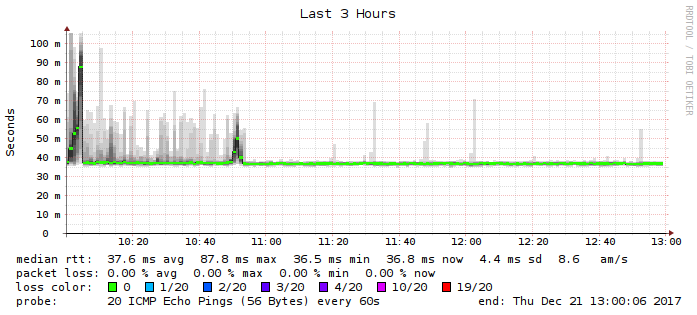 Last 3 Hours
RRDTOOL / TOBI OETIKER
Seconds
100 m
90 m
80 m
70 m
60 m
50 m
40 m
30 m
20 m
10 m
0
10:20 10:40 11:00 11:20 11:40 12:00 12:20 12:40 13:00
median rtt: 37.6 ms avg 87.8 ms max 36.5 ms min 36.8 ms now 4.4 ms sd 8.6 am/s
packet loss: 0.00 % avg 0.00 % max 0.00 % min 0.00 % now
loss color: 0 1/20 2/20 3/20 4/20 10/20 19/20
probe: 20 ICMP Echo Pings (56 Bytes) every 60s end: Thu Dec 21 13:00:06 2017